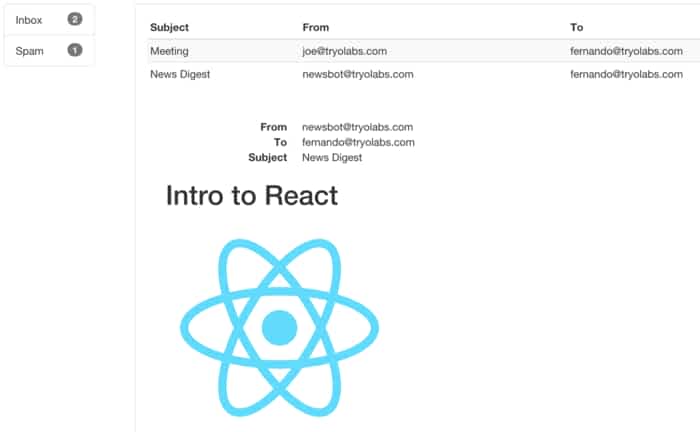 Inbox 2
Spam 1
Subject From To
Meeting joe@tryolabs.com fernando@tryolabs.com
News Digest newsbot@tryolabs.com fernando@tryolabs.com
From newsbot@tryolabs.com
To fernando@tryolabs.com
Subject News Digest
Intro to React